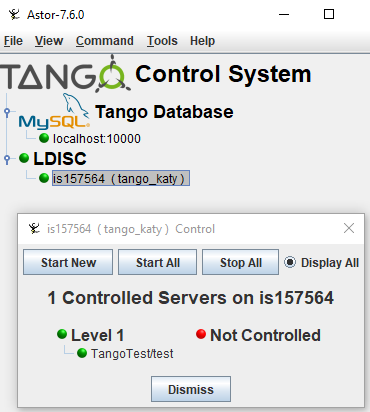 Astor-7.6.0
File View Command Tools Help
TANGO Control System
MySQL Tango Database
localhost:10000
LDISC
is157564 ( tango_katy )
is157564 ( tango_katy ) Control
Start New Start All Stop All Display All
1 Controlled Servers on is157564
Level 1 Not Controlled
TangoTest/test
Dismiss